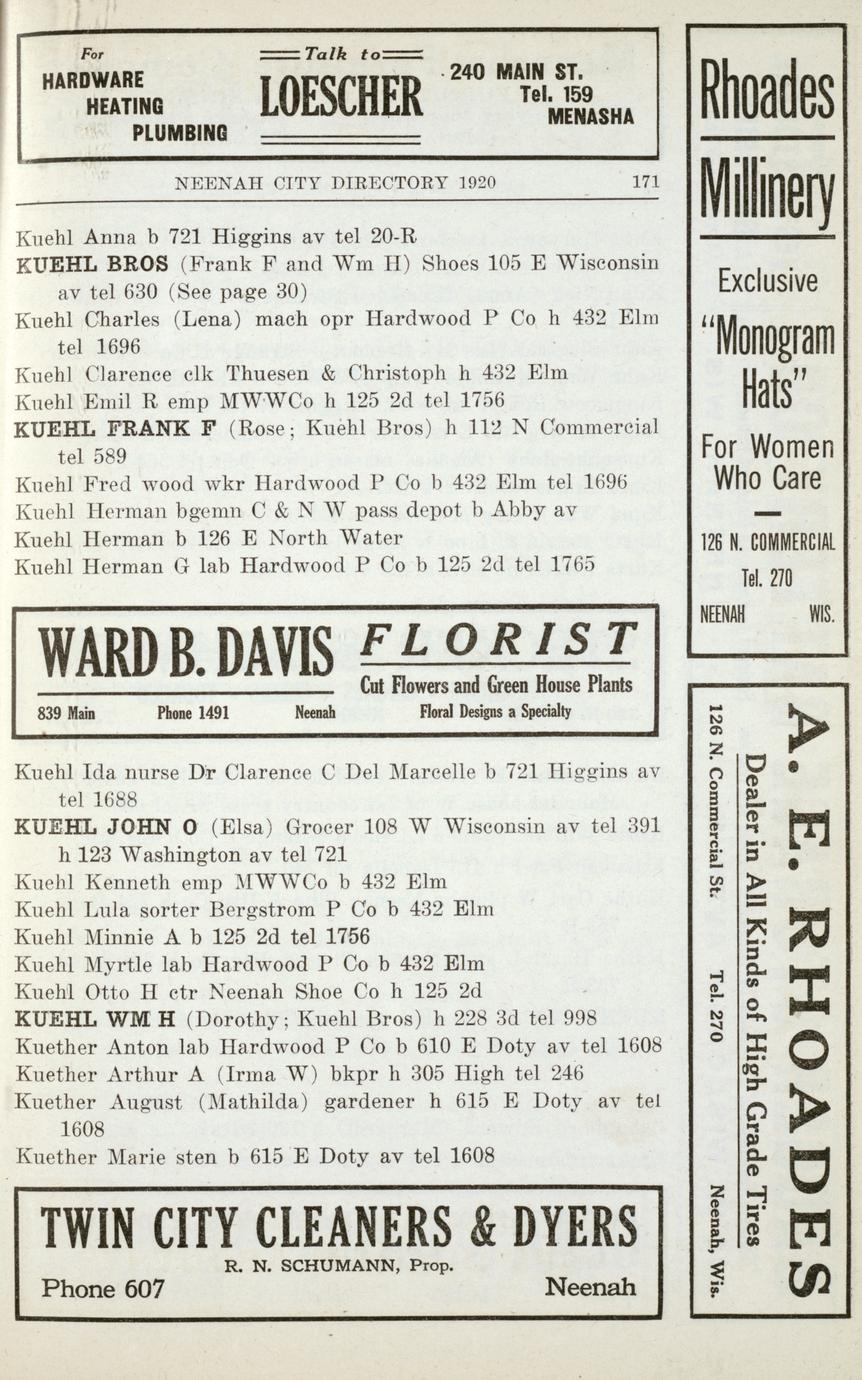 For
HARDWARE
HEATING
PLUMBING
Talk to
LOESCHER
240 MAIN ST.
Tel. 159
MENASHA
NEENAH CITY DIRECTORY 1920 171
Kuehl Anna b 721 Higgins av tel 20-R
KUEHL BROS (Frank F and Wm H) Shoes 105 E Wisconsin
av tel 630 (See page 30)
Kuehl Charles (Lena) mach opr Hardwood P Co h 432 Elm
tel 1696
Kuehl Clarence clk Thuesen & Christoph h 432 Elm
Kuehl Emil R emp MWWCo h 125 2d tel 1756
KUEHL FRANK F (Rose; Kuehl Bros) h 112 N Commercial
tel 589
Kuehl Fred wood wkr Hardwood P Co b 432 Elm tel 1696
Kuehl Herman bgemn C & N W pass depot b Abby av
Kuehl Herman b 126 E North Water
Kuehl Herman G lab Hardwood P Co b 125 2d tel 1765
WARD B. DAVIS
FLORIST
Cut Flowers and Green House Plants
839 Main Phone 1491 Neenah Floral Designs a Specialty
Kuehl Ida nurse Dr Clarence C Del Marcelle b 721 Higgins av
tel 1688
KUEHL JOHN O (Elsa) Grocer 108 W Wisconsin av tel 391
h 123 Washington av tel 721
Kuehl Kenneth emp MWWCo b 432 Elm
Kuehl Lula sorter Bergstrom P Co b 432 Elm
Kuehl Minnie A b 125 2d tel 1756
Kuehl Myrtle lab Hardwood P Co b 432 Elm
Kuehl Otto H ctr Neenah Shoe Co h 125 2d
KUEHL WM H (Dorothy; Kuehl Bros) h 228 3d tel 998
Kuether Anton lab Hardwood P Co b 610 E Doty av tel 1608
Kuether Arthur A (Irma W) bkpr h 305 High tel 246
Kuether August (Mathilda) gardener h 615 E Doty av tel
1608
Kuether Marie sten b 615 E Doty av tel 1608
TWIN CITY CLEANERS & DYERS
R. N. SCHUMANN, Prop.
Phone 607 Neenah
Rhoades
Millinery
Exclusive
"Monogram
Hats"
For Women
Who Care
126 N. COMMERCIAL
Tel. 270
NEENAH WIS.
A. E. RHOADES
Dealer in All Kinds of High Grade Tires
126 N. Commercial St. Tel. 270 Neenah, Wis.